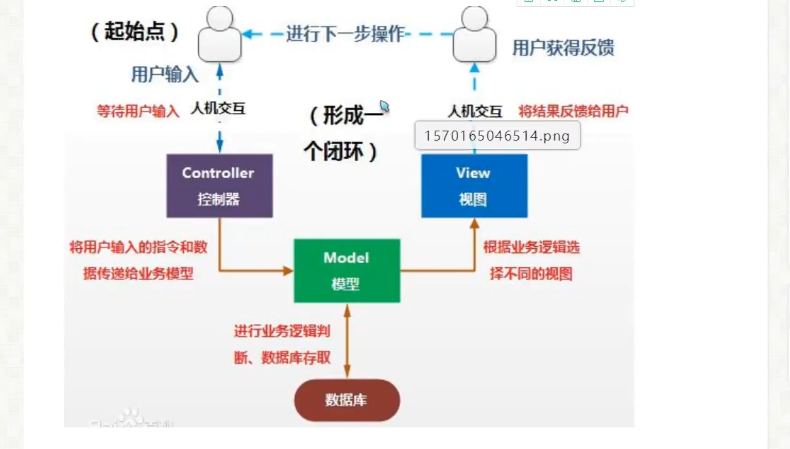 （起始点）
进行下一步操作
用户获得反馈
用户输入
等待用户输入
人机交互
（形成一
个闭环）
人机交互
将结果反馈给用户
1570165046514.png
Controller
控制器
View
视图
将用户输入的指令和数
据传递给业务模型
Model
模型
根据业务逻辑选
择不同的视图
进行业务逻辑判
断、数据库存取
数据库